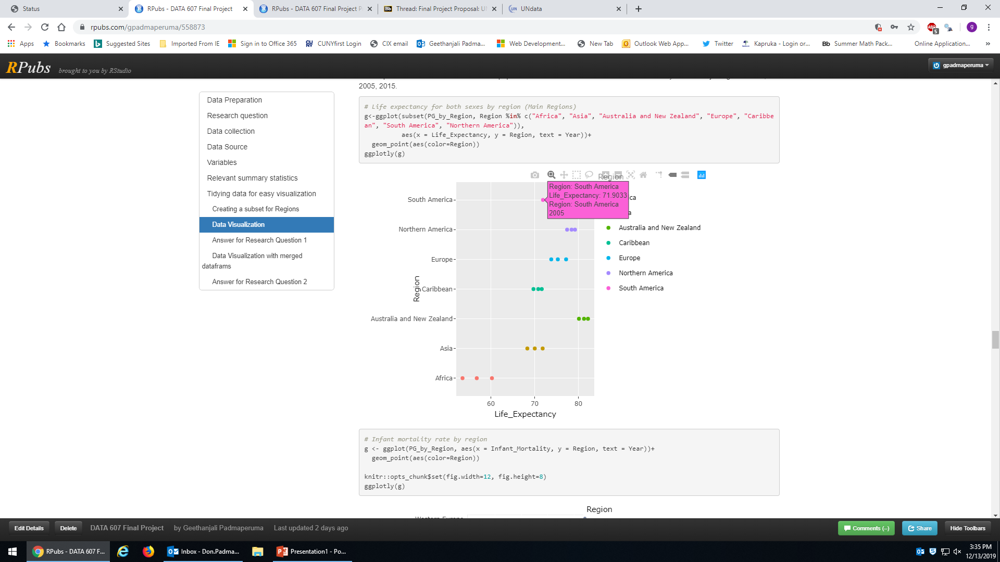 Status
RPubs - DATA 607 Final Project
RPubs - DATA 607 Final Project P
Bb Thread: Final Project Proposal: U
UN UNdata
rpubs.com/gpadmaperuma/558873
ABP 5 g
Apps Bookmarks Suggested Sites Imported From IE Sign in to Office 365 CUNYfirst Login CIX email Geethanjali Padma... Web Development... New Tab Outlook Web App... Twitter Kapruka - Login or... Bb Summer Math Pack... Online Application... »
RPubs brought to you by RStudio
gpadmaperuma
2005, 2015.
Data Preparation
Research question
Data collection
Data Source
Variables
Relevant summary statistics
Tidying data for easy visualization
Creating a subset for Regions
Data Visualization
Answer for Research Question 1
Data Visualization with merged
dataframs
Answer for Research Question 2
# Life expectancy for both sexes by region (Main Regions)
g<-ggplot(subset(PG_by_Region, Region %in% c("Africa", "Asia", "Australia and New Zealand", "Europe", "Caribbe
an", "South America", "Northern America")),
aes(x = Life_Expectancy, y = Region, text = Year))+
geom_point(aes(color=Region))
ggplotly(g)
Region
Region: South America
Life_Expectancy: 71.9033
Region: South America
2005
ica
a
Australia and New Zealand
Caribbean
Europe
Northern America
South America
South America
Northern America
Europe
Caribbean
Australia and New Zealand
Asia
Africa
Region
60 70 80
Life_Expectancy
# Infant mortality rate by region
g <- ggplot(PG_by_Region, aes(x = Infant_Mortality, y = Region, text = Year))+
geom_point(aes(color=Region))
knitr::opts_chunk$set(fig.width=12, fig.height=8)
ggplotly(g)
Region
Western Europe
Edit Details Delete DATA 607 Final Project by Geethanjali Padmaperuma Last updated 2 days ago
Comments (–) Share Hide Toolbars
RPubs - DATA 607 F...
Inbox - Don.Padma...
Presentation1 - Po...
3:35 PM
12/13/2019